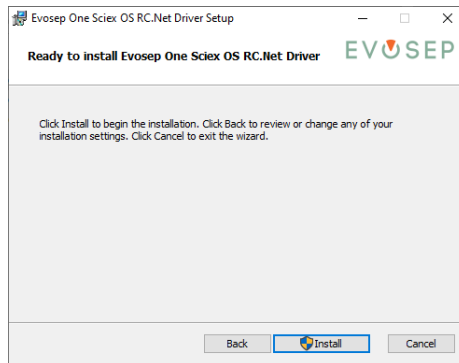 Evosep One Sciex OS RC.Net Driver Setup
Ready to install Evosep One Sciex OS RC.Net Driver
EVOSEP
Click Install to begin the installation. Click Back to review or change any of your
installation settings. Click Cancel to exit the wizard.
Back
Install
Cancel